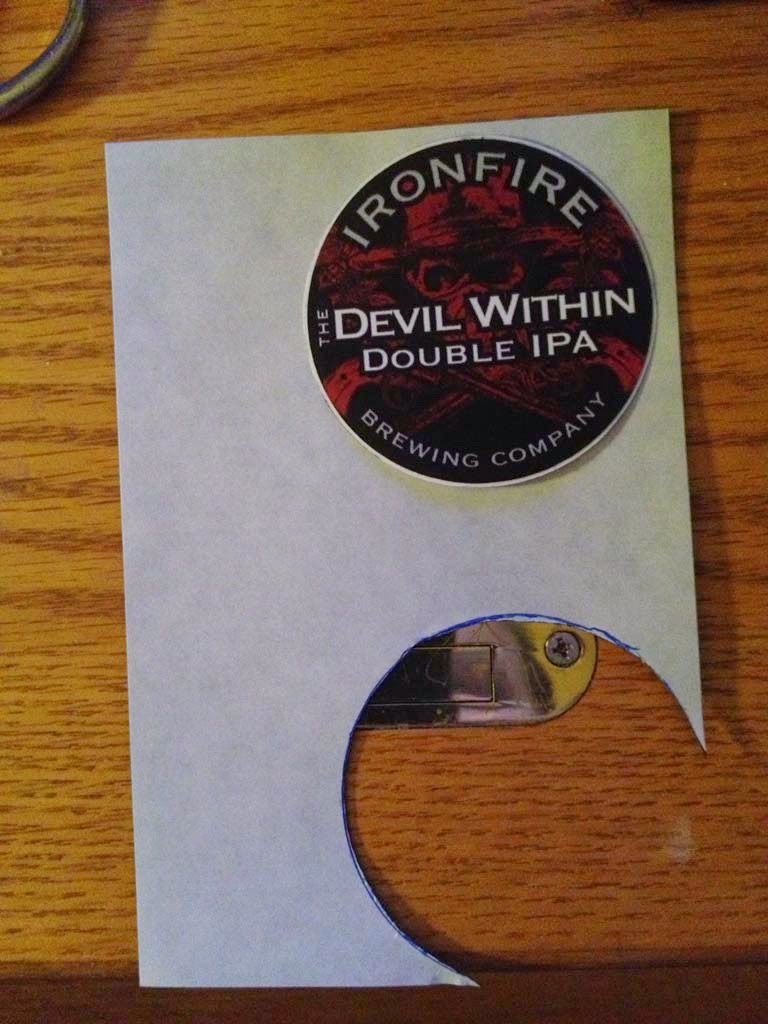 IRONFIRE
THE DEVIL WITHIN
DOUBLE IPA
BREWING COMPANY